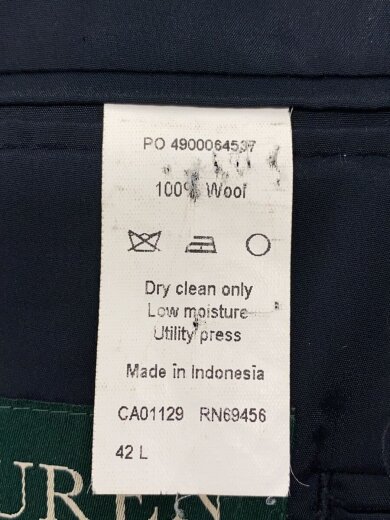 PO 4900064537
100% Wool
Dry clean only
Low moisture
Utility press
Made in Indonesia
CA01129 RN69456
42 L
UREN